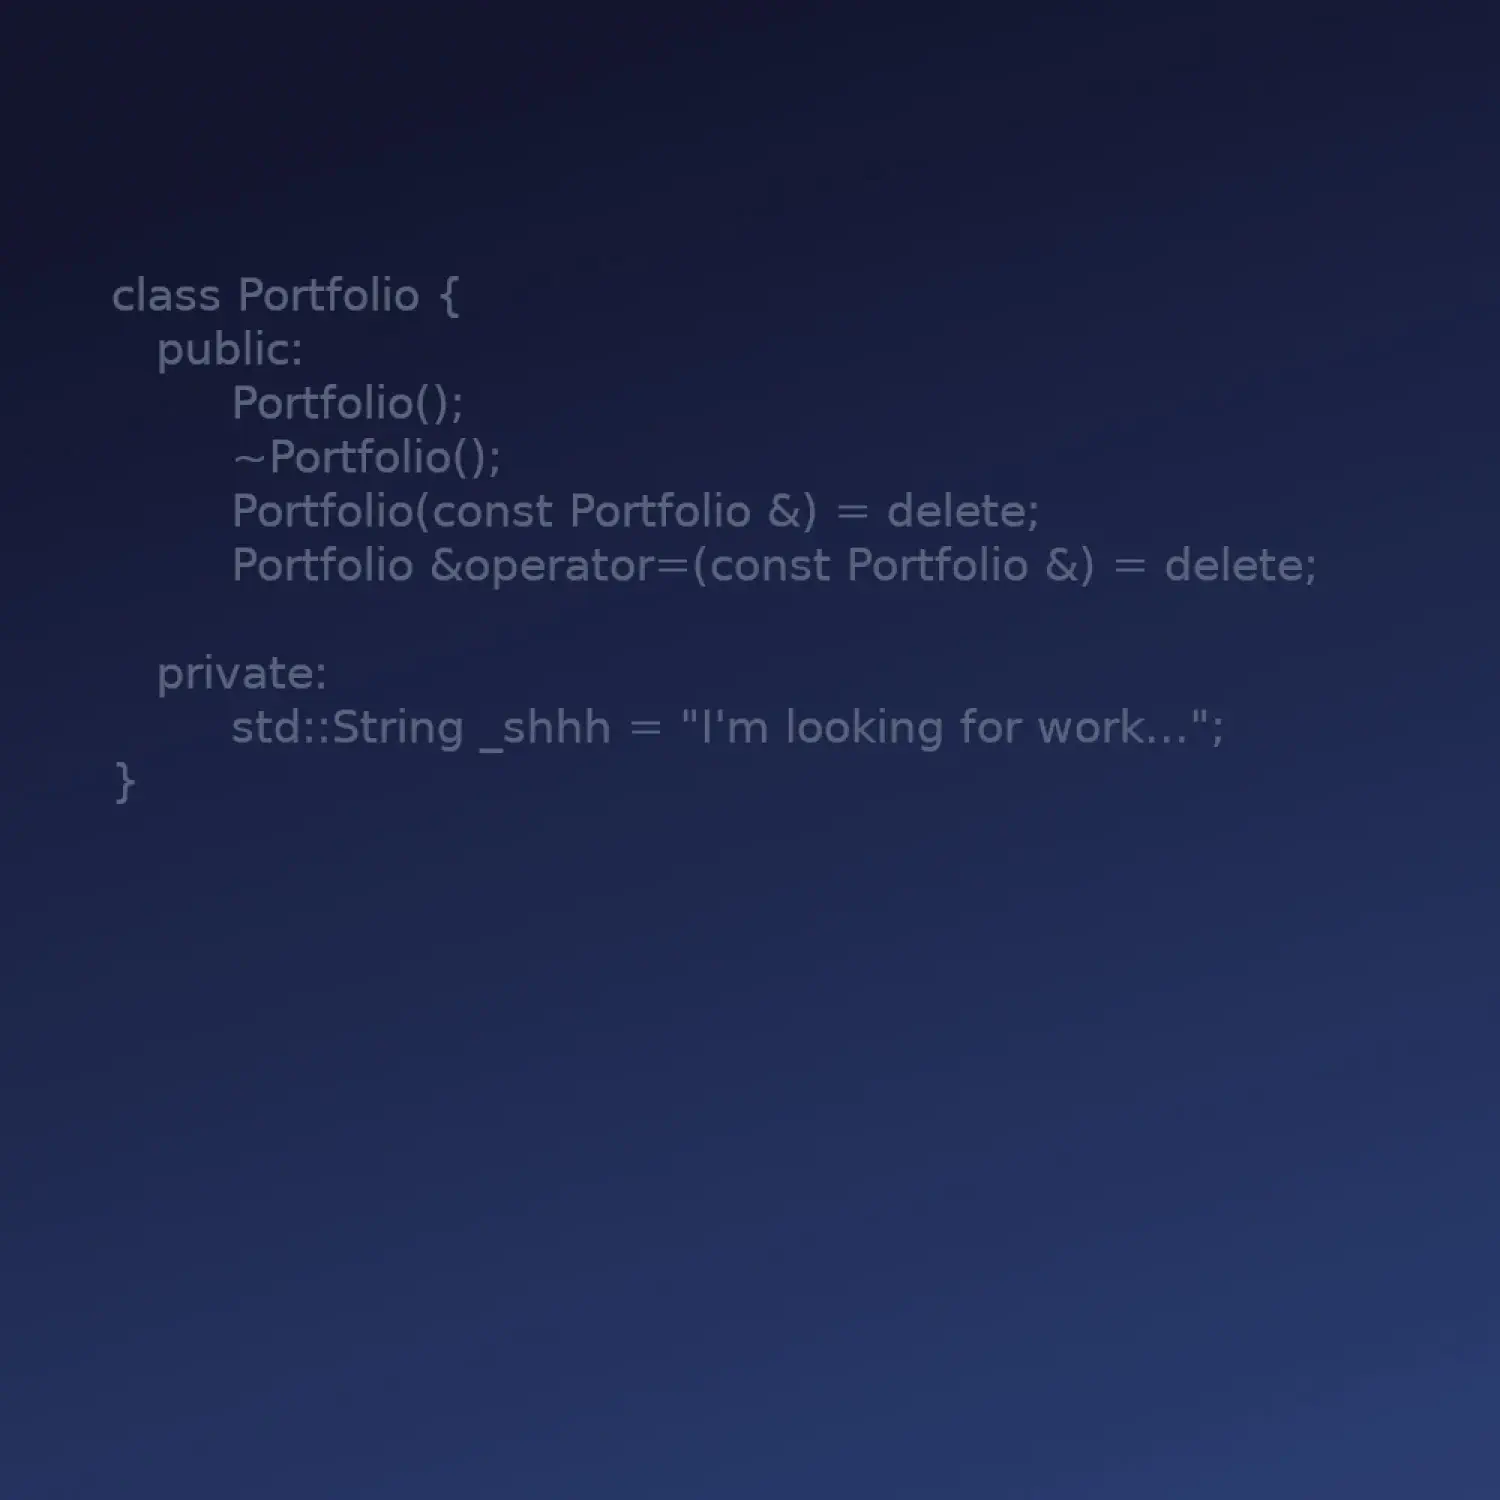 class Portfolio {
public:
Portfolio();
~Portfolio();
Portfolio(const Portfolio &) = delete;
Portfolio &operator=(const Portfolio &) = delete;
private:
std::String _shhh = "I'm looking for work...";
}